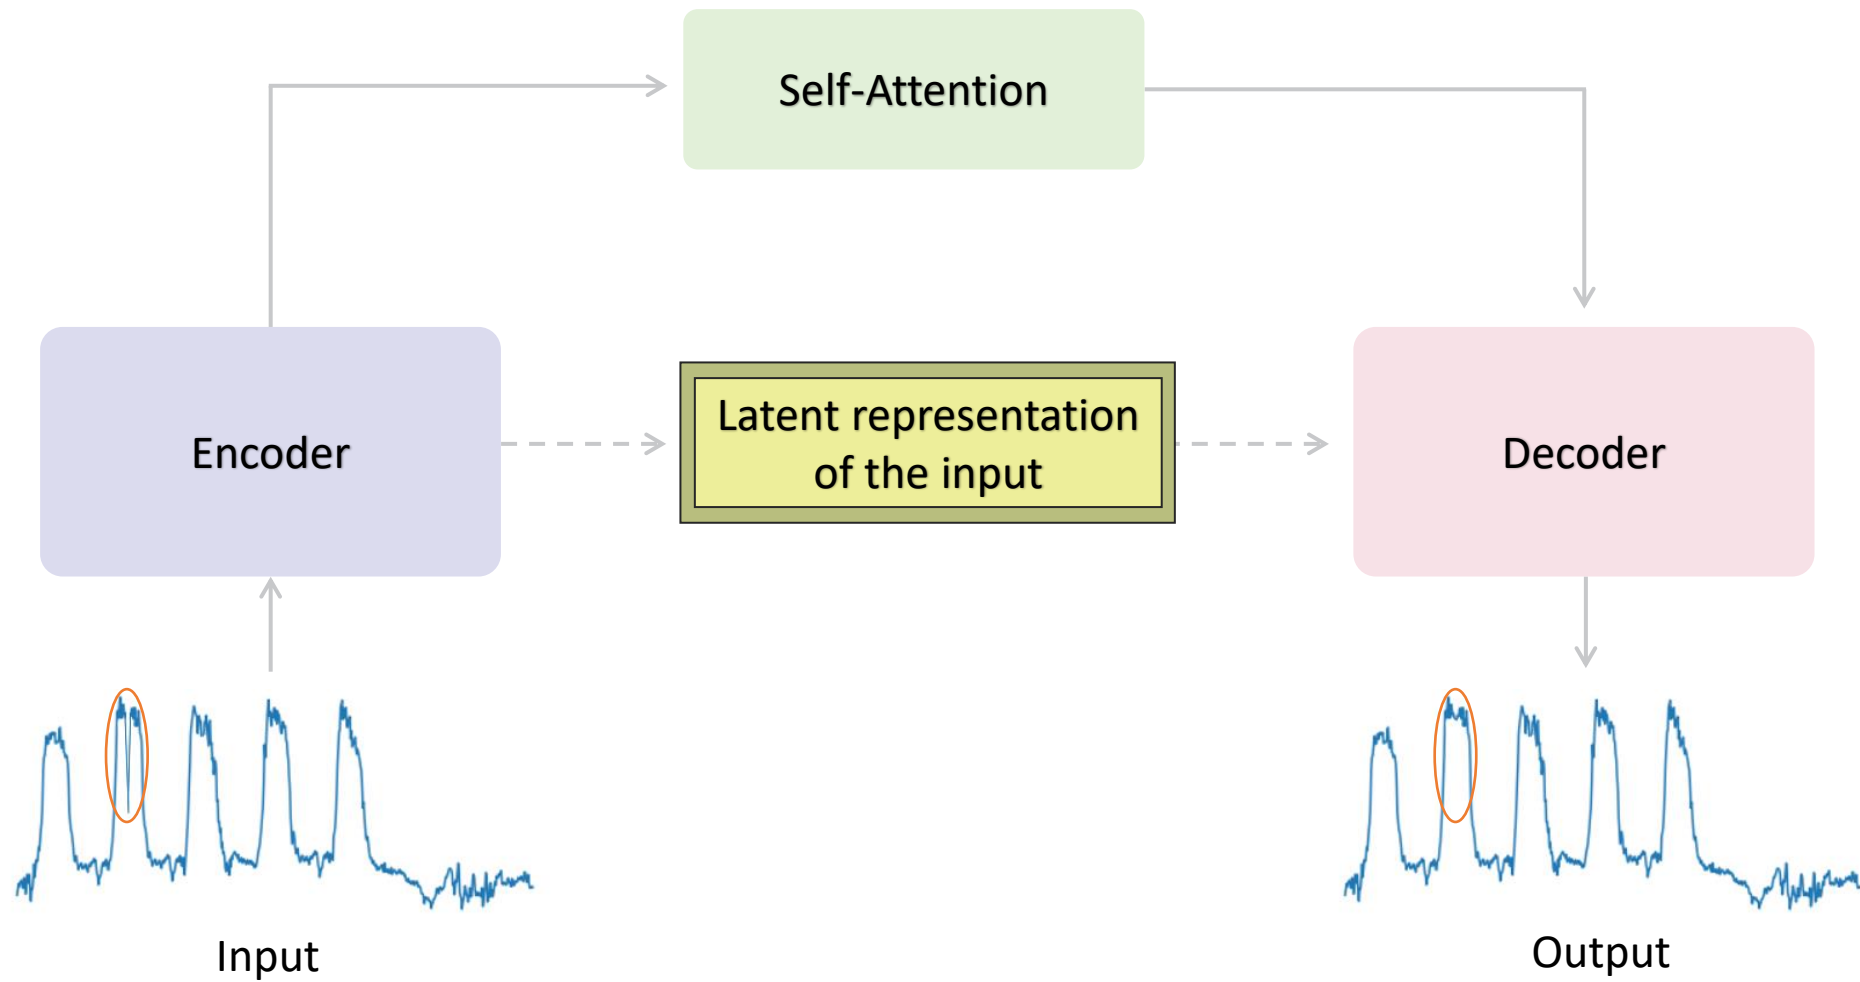 Self-Attention
Encoder
Latent representation
of the input
Decoder
Input
Output